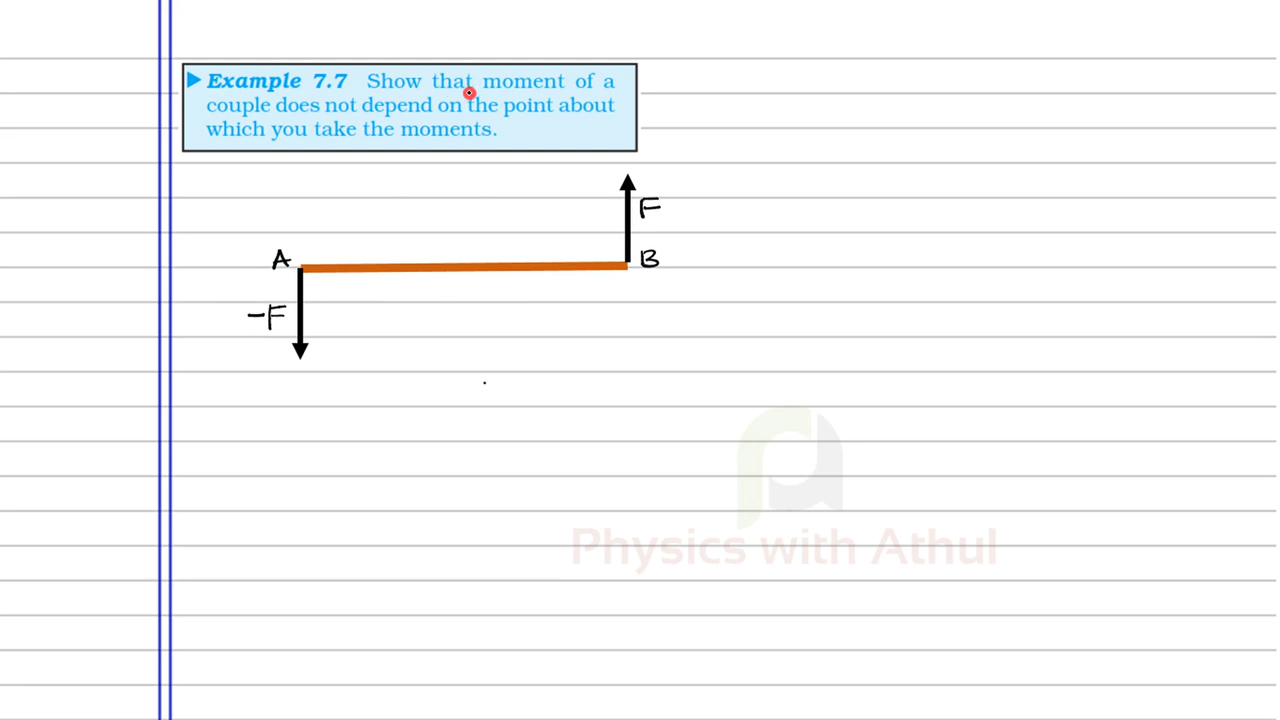 Example 7.7 Show that moment of a
couple does not depend on the point about
which you take the moments.
F
A
B
-F
Physics with Athul